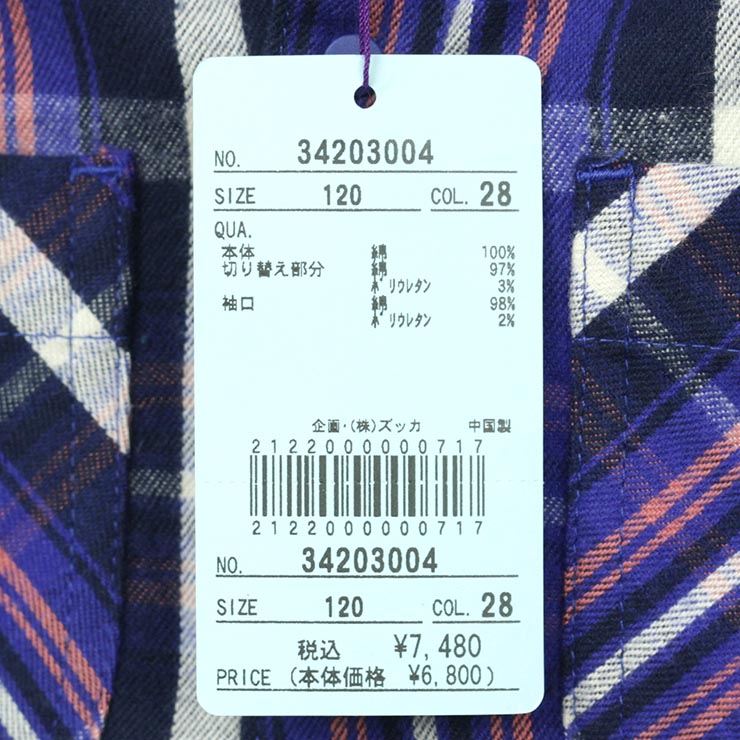 NO. 34203004
SIZE 120 COL. 28
QUA.
本体 綿 100%
切り替え部分 綿 97%
ポリウレタン 3%
袖口 綿 98%
ポリウレタン 2%
企画・(株)ズッカ 中国製
2122000000717
2122000000717
NO. 34203004
SIZE 120 COL. 28
税込 ¥7,480
PRICE (本体価格 ¥6,800)